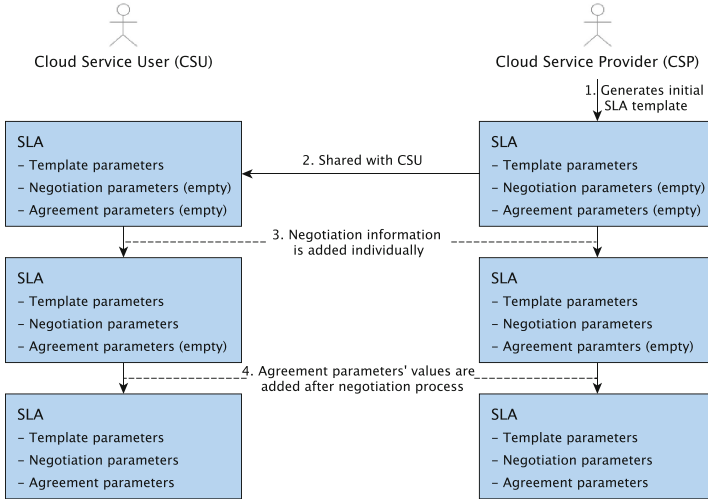 Cloud Service User (CSU)
Cloud Service Provider (CSP)
1. Generates initial
SLA template
SLA
- Template parameters
- Negotiation parameters (empty)
- Agreement parameters (empty)
2. Shared with CSU
SLA
- Template parameters
- Negotiation parameters (empty)
- Agreement parameters (empty)
3. Negotiation information
is added individually
SLA
- Template parameters
- Negotiation parameters
- Agreement parameters (empty)
SLA
- Template parameters
- Negotiation parameters
- Agreement paramters (empty)
4. Agreement parameters' values are
added after negotiation process
SLA
- Template parameters
- Negotiation parameters
- Agreement parameters
SLA
- Template parameters
- Negotiation parameters
- Agreement parameters